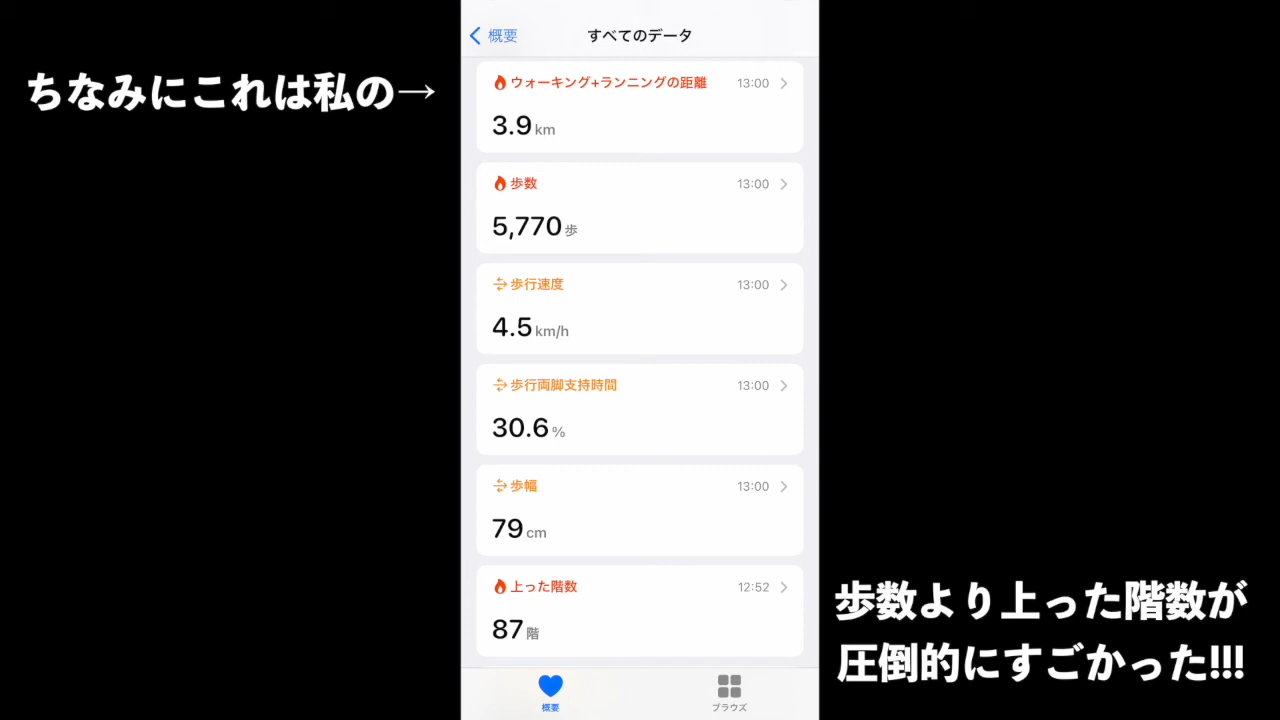 概要
すべてのデータ
ちなみにこれは私の→
ウォーキング+ランニングの距離 13:00
3.9 km
歩数 13:00
5,770 歩
歩行速度 13:00
4.5 km/h
歩行両脚支持時間 13:00
30.6 %
歩幅 13:00
79 cm
上った階数 12:52
87 階
歩数より上った階数が
圧倒的にすごかった!!!
概要
ブラウズ